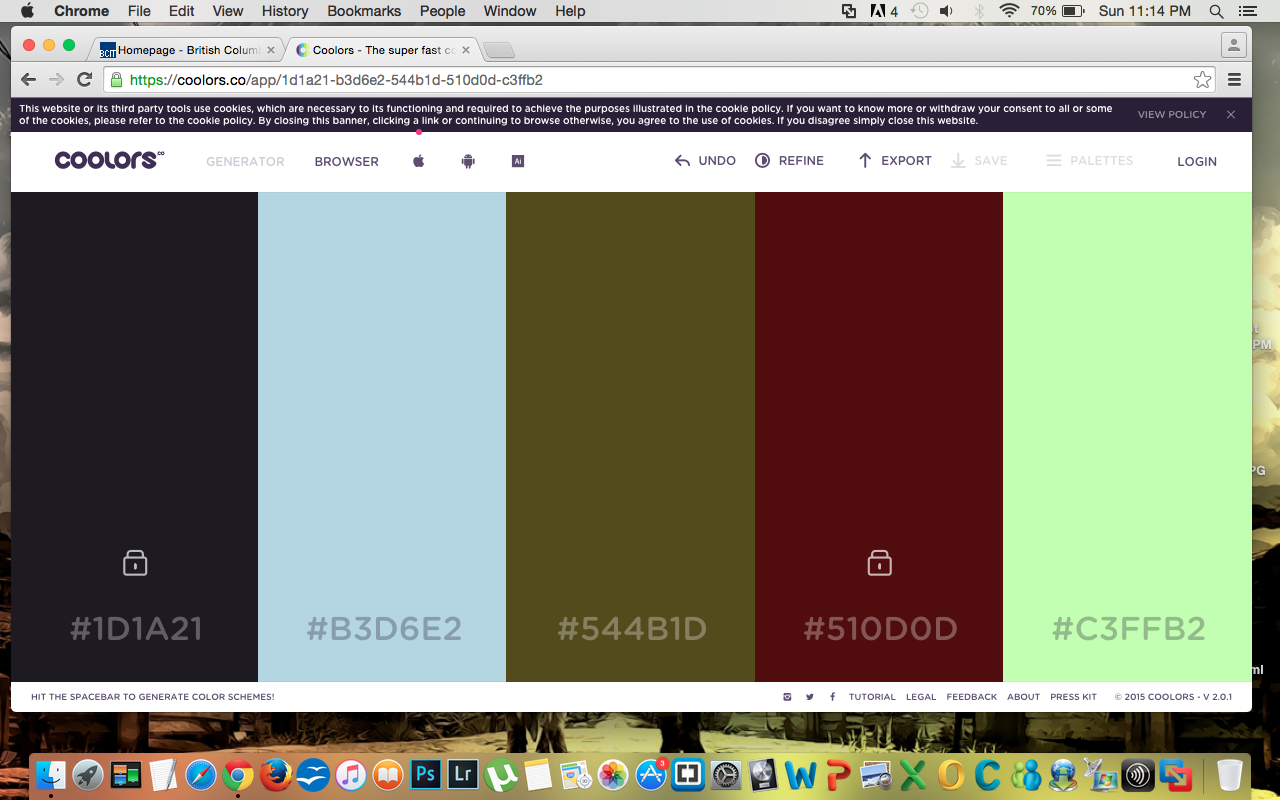 Chrome File Edit View History Bookmarks People Window Help 4 70% Sun 11:14 PM
BCIT Homepage - British Colum Coolors - The super fast co
https://coolors.co/app/1d1a21-b3d6e2-544b1d-510d0d-c3ffb2
This website or its third party tools use cookies, which are necessary to its functioning and required to achieve the purposes illustrated in the cookie policy. If you want to know more or withdraw your consent to all or some
of the cookies, please refer to the cookie policy. By closing this banner, clicking a link or continuing to browse otherwise, you agree to the use of cookies. If you disagree simply close this website.
VIEW POLICY
COOLORS.CO GENERATOR BROWSER Ai UNDO REFINE EXPORT SAVE PALETTES LOGIN
PM
PG
#1D1A21 #B3D6E2 #544B1D #510D0D #C3FFB2
ml
HIT THE SPACEBAR TO GENERATE COLOR SCHEMES! TUTORIAL LEGAL FEEDBACK ABOUT PRESS KIT © 2015 COOLORS - V 2.0.1
Ps Lr 3